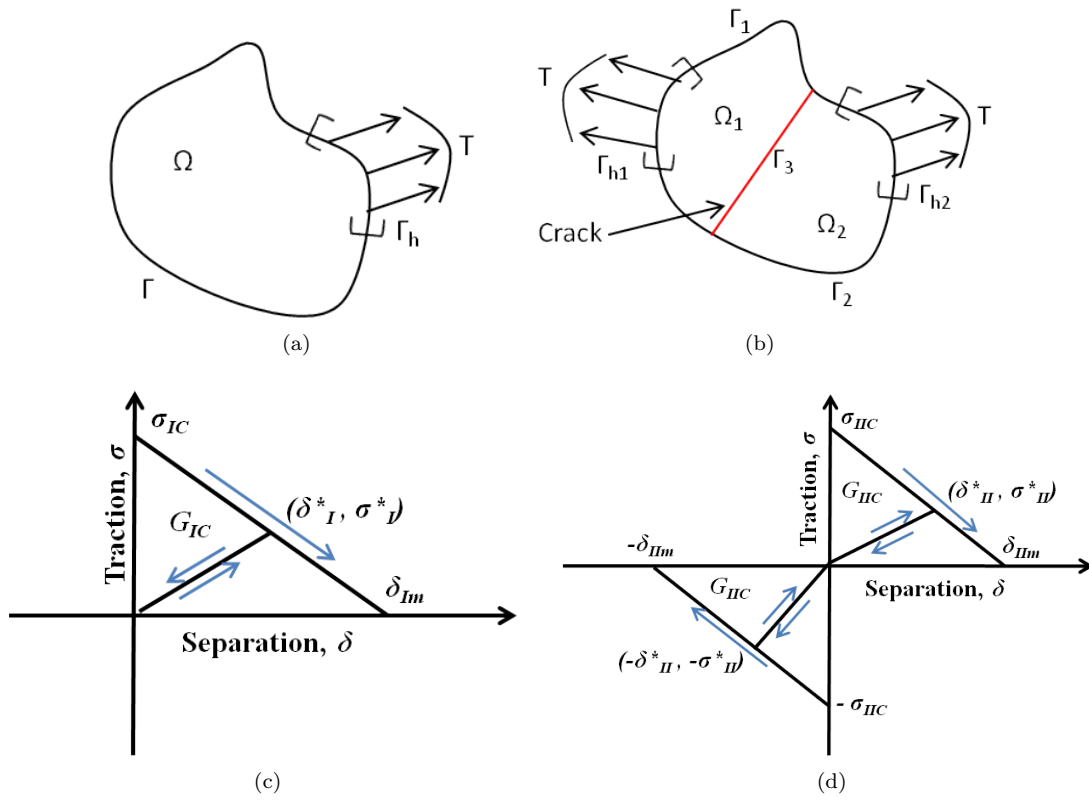 Ω
T
Γh
Γ
(a)
Γ1
T
Ω1
T
Γh1
Γ3
Γh2
Crack
Ω2
Γ2
(b)
σIC
Traction, σ
(δ*I, σ*I)
GIC
δIm
Separation, δ
(c)
σIIC
Traction, σ
GIIC
(δ*II, σ*II)
-δIIm
δIIm
GIIC
Separation, δ
(-δ*II, -σ*II)
- σIIC
(d)